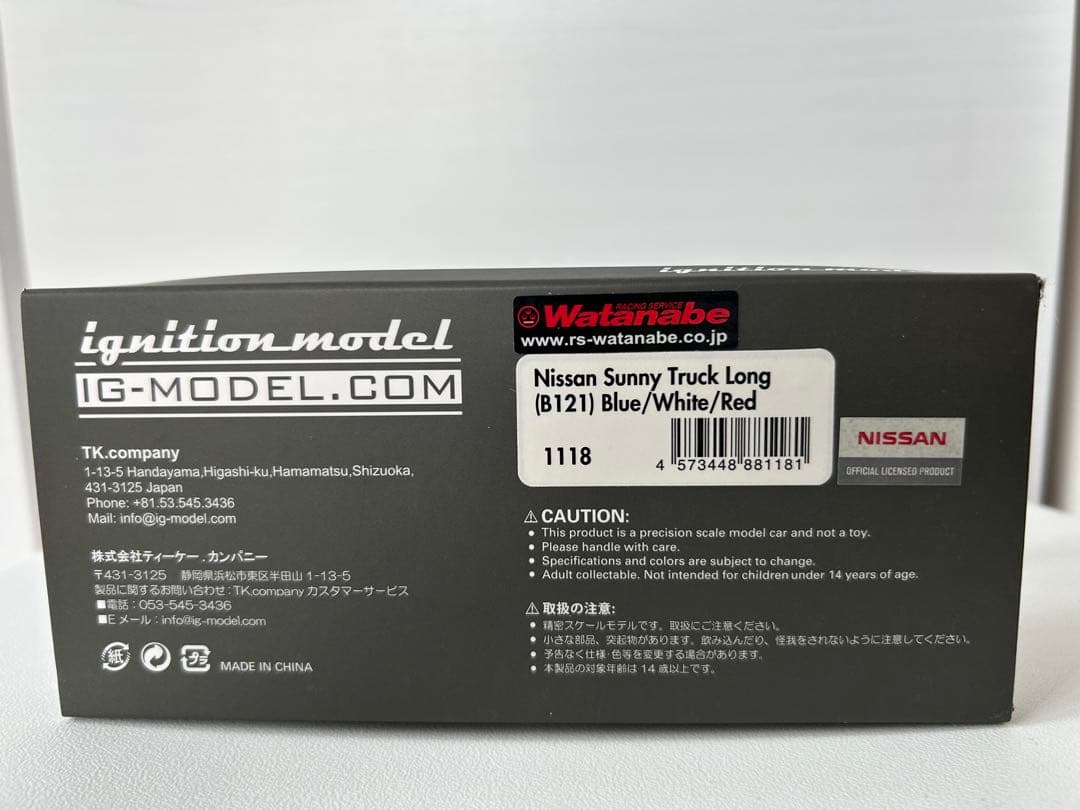 ignition model
ignition model
IG-MODEL.COM
TK.company
1-13-5 Handayama,Higashi-ku,Hamamatsu,Shizuoka,
431-3125 Japan
Phone: +81.53.545.3436
Mail: info@ig-model.com
株式会社ティーケー.カンパニー
〒431-3125 静岡県浜松市東区半田山 1-13-5
製品に関するお問い合わせ:TK.company カスタマーサービス
■電話:053-545-3436
■E メール:info@ig-model.com
紙
プラ
MADE IN CHINA
RACING SERVICE
Watanabe
www.rs-watanabe.co.jp
Nissan Sunny Truck Long
(B121) Blue/White/Red
1118
4 573448 881181
NISSAN
OFFICIAL LICENSED PRODUCT
⚠CAUTION:
• This product is a precision scale model car and not a toy.
• Please handle with care.
• Specifications and colors are subject to change.
• Adult collectable. Not intended for children under 14 years of age.
⚠取扱の注意:
• 精密スケールモデルです。取扱にご注意ください。
• 小さな部品、突起物があります。飲み込んだり、怪我をされないように注意してください。
• 予告なく仕様・色等を変更する場合があります。
• 本製品の対象年齢は 14 歳以上です。